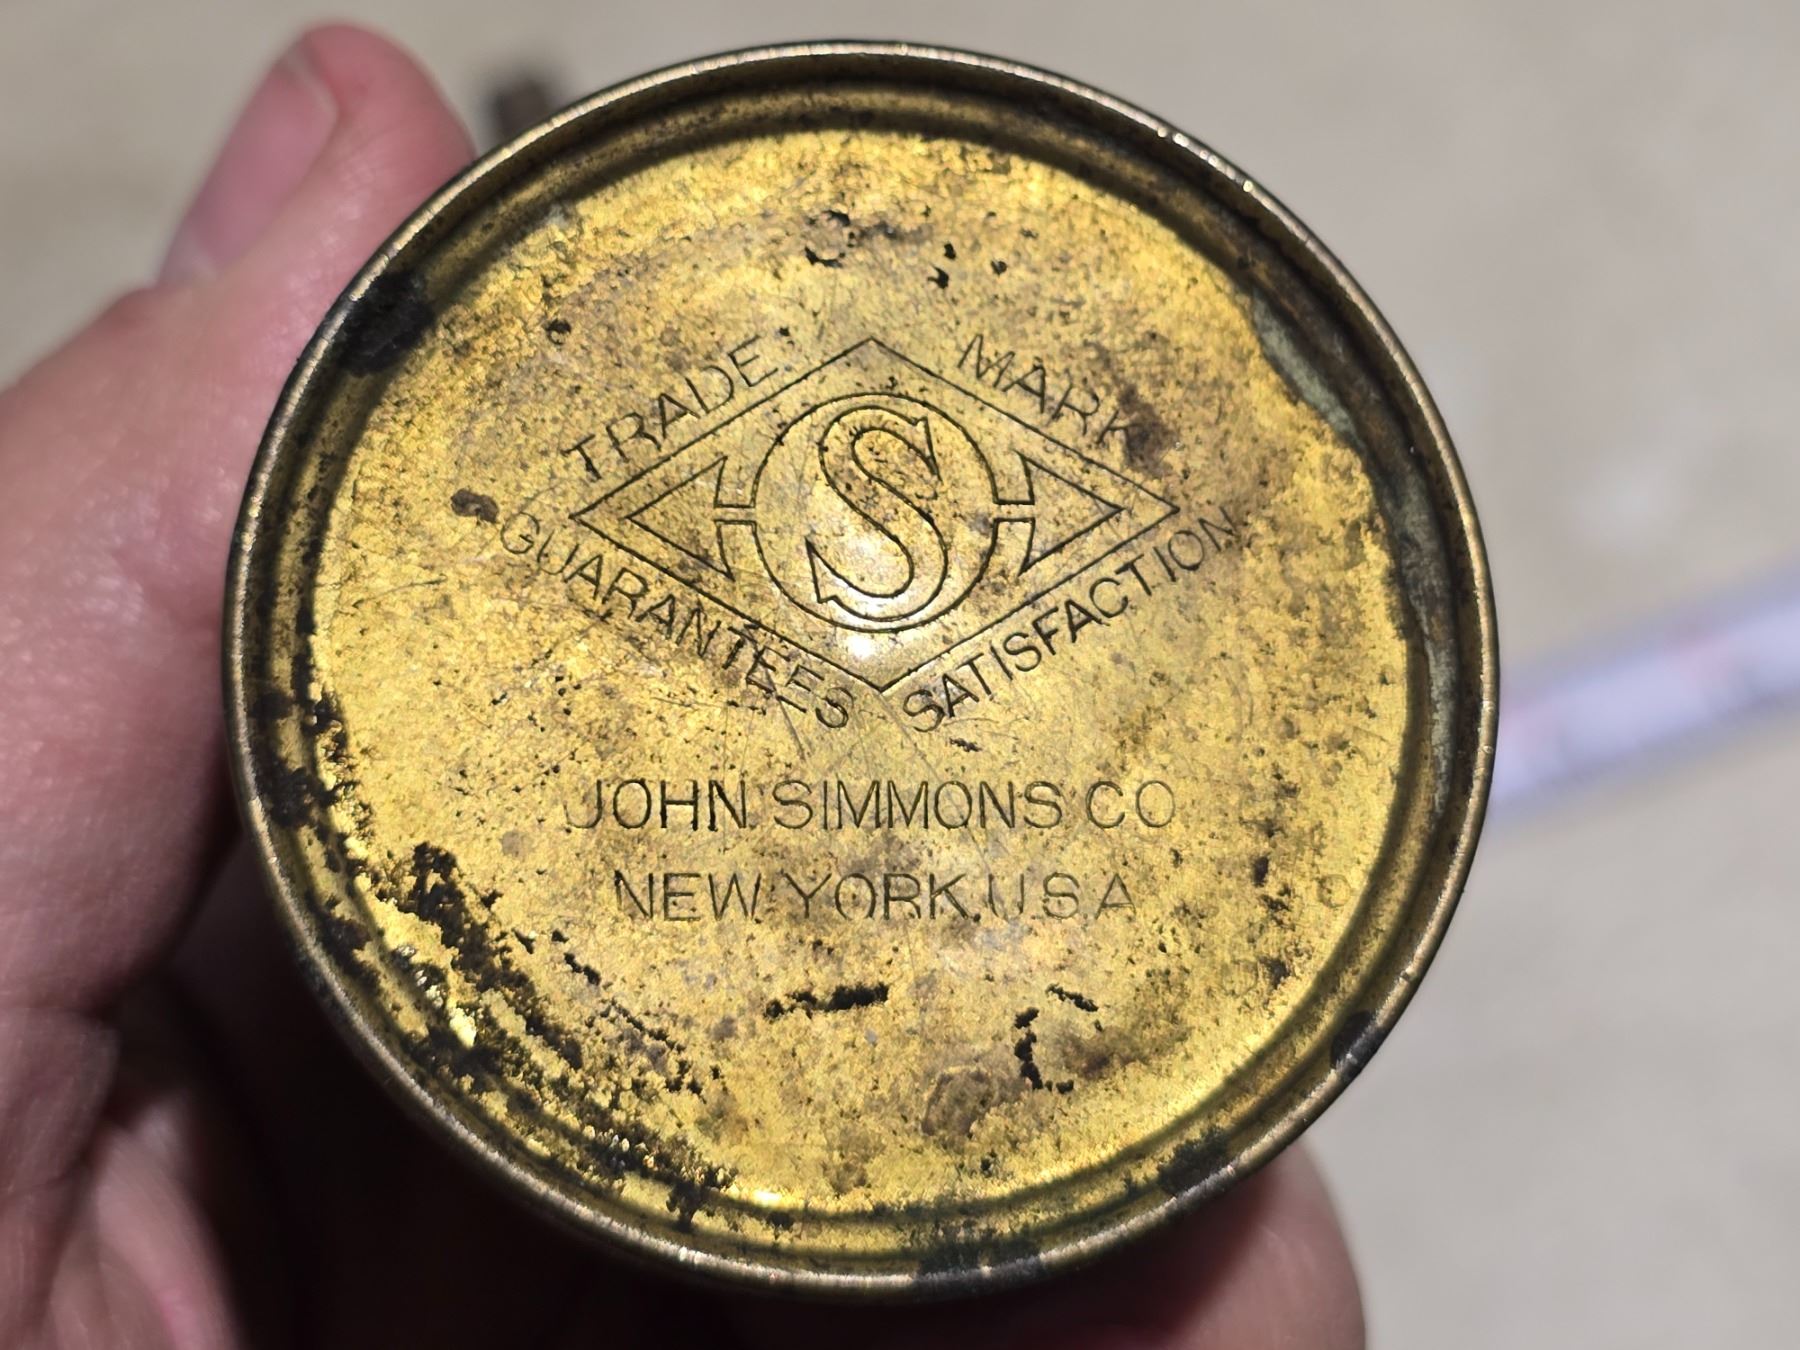 TRADE MARK
S
GUARANTEES SATISFACTION
JOHN SIMMONS CO
NEW YORK, U.S.A